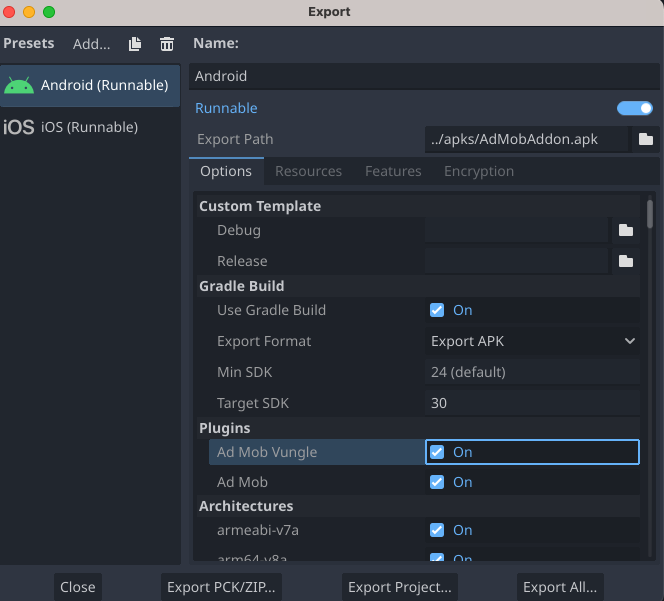 Export
Presets Add... Name:
Android (Runnable)
iOS iOS (Runnable)
Android
Runnable
Export Path ../apks/AdMobAddon.apk
Options Resources Features Encryption
Custom Template
Debug
Release
Gradle Build
Use Gradle Build On
Export Format Export APK
Min SDK 24 (default)
Target SDK 30
Plugins
Ad Mob Vungle On
Ad Mob On
Architectures
armeabi-v7a On
arm64-v8a On
Close Export PCK/ZIP... Export Project... Export All...